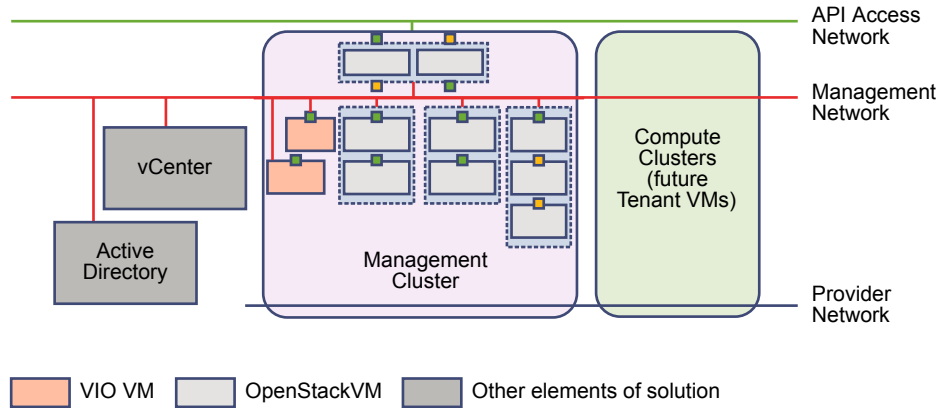 API Access
Network
Management
Network
vCenter
Compute
Clusters
(future
Tenant VMs)
Active
Directory
Management
Cluster
Provider
Network
VIO VM
OpenStackVM
Other elements of solution